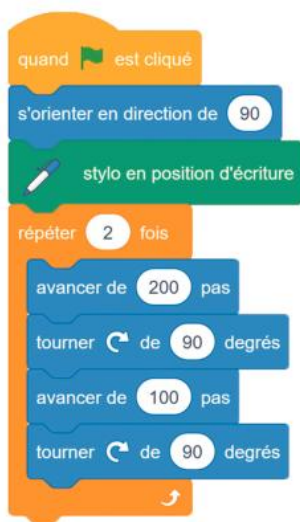 quand est cliqué
s'orienter en direction de 90
stylo en position d'écriture
répéter 2 fois
avancer de 200 pas
tourner de 90 degrés
avancer de 100 pas
tourner de 90 degrés